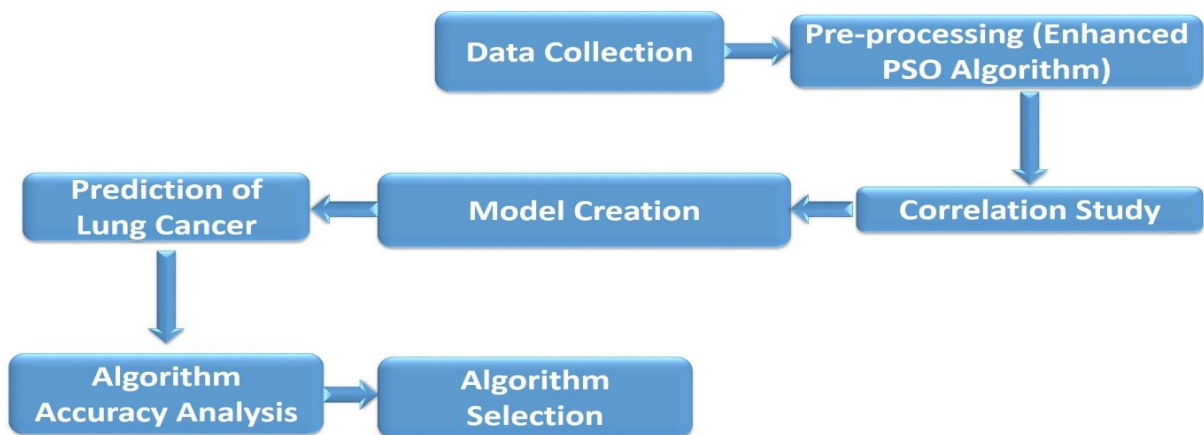 Data Collection
Pre-processing (Enhanced
PSO Algorithm)
Correlation Study
Model Creation
Prediction of
Lung Cancer
Algorithm
Accuracy Analysis
Algorithm
Selection